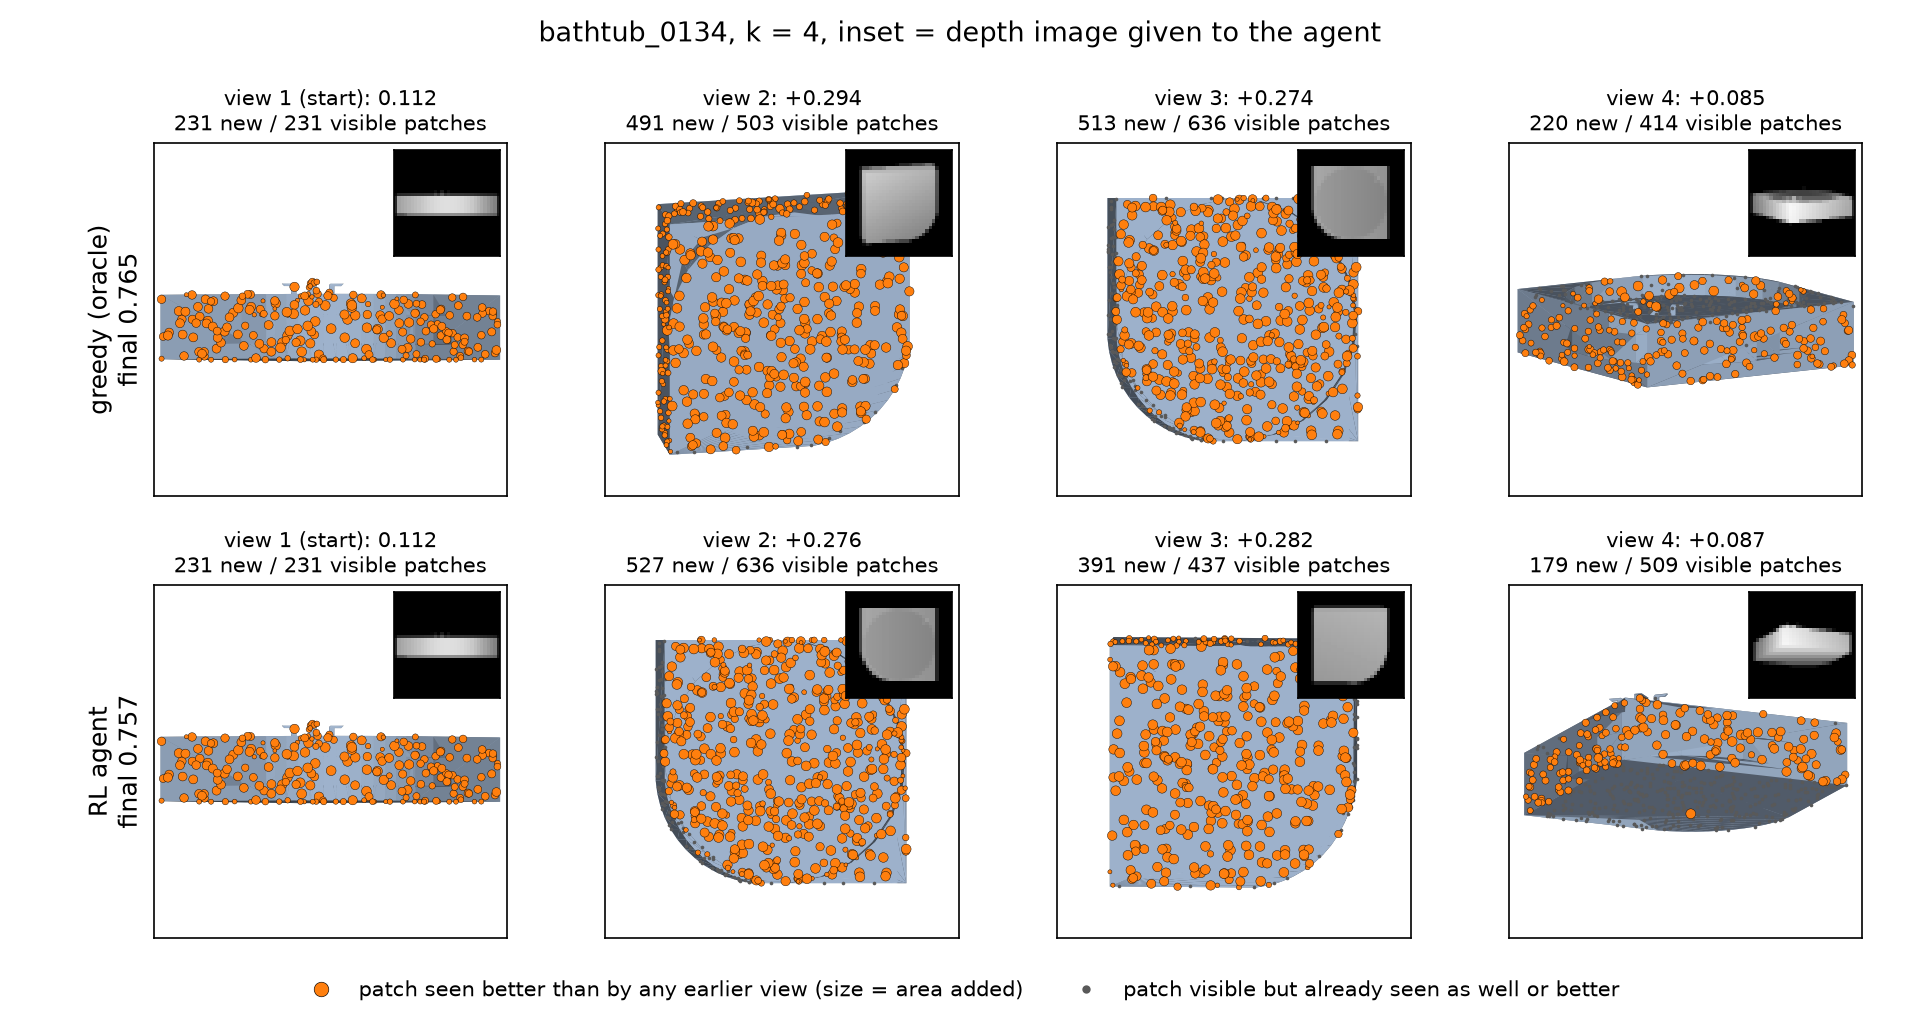 bathtub_0134, k = 4, inset = depth image given to the agent
view 1 (start): 0.112
231 new / 231 visible patches
view 2: +0.294
491 new / 503 visible patches
view 3: +0.274
513 new / 636 visible patches
view 4: +0.085
220 new / 414 visible patches
greedy (oracle)
final 0.765
view 1 (start): 0.112
231 new / 231 visible patches
view 2: +0.276
527 new / 636 visible patches
view 3: +0.282
391 new / 437 visible patches
view 4: +0.087
179 new / 509 visible patches
RL agent
final 0.757
patch seen better than by any earlier view (size = area added)
patch visible but already seen as well or better